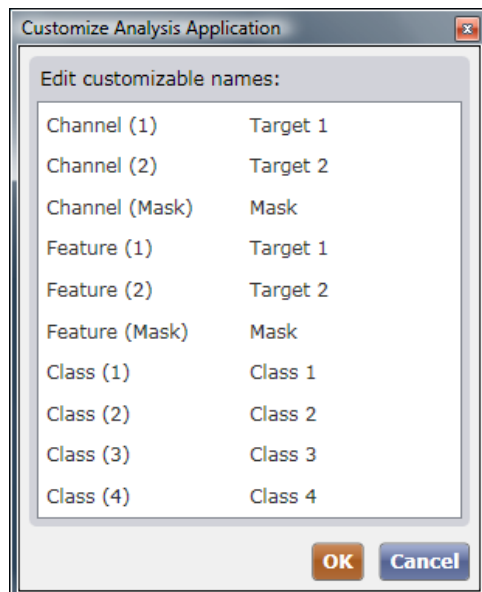 Customize Analysis Application
Edit customizable names:
Channel (1) Target 1
Channel (2) Target 2
Channel (Mask) Mask
Feature (1) Target 1
Feature (2) Target 2
Feature (Mask) Mask
Class (1) Class 1
Class (2) Class 2
Class (3) Class 3
Class (4) Class 4
OK Cancel